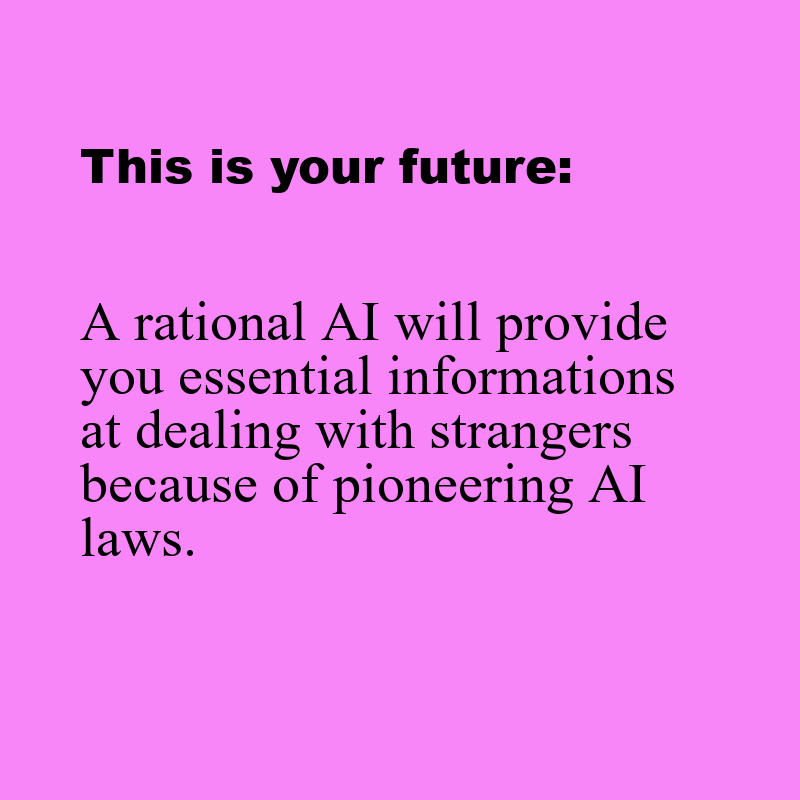 This is your future:
A rational AI will provide
you essential informations
at dealing with strangers
because of pioneering AI
laws.